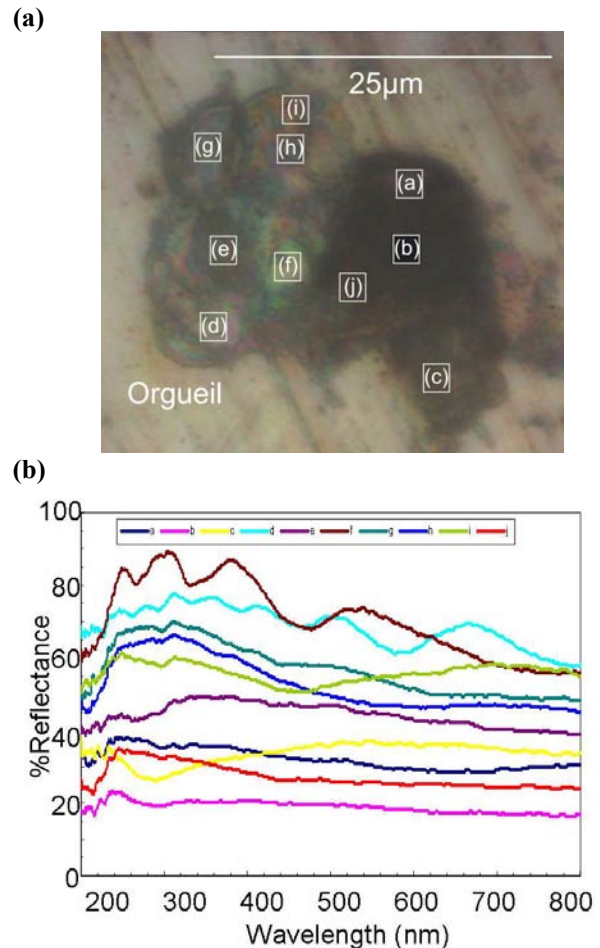 (a)
25μm
(i)
(g)
(h)
(a)
(e)
(b)
(f)
(j)
(d)
(c)
Orgueil
(b)
a b c d e f g h i j
100
80
60
40
20
0
%Reflectance
200 300 400 500 600 700 800
Wavelength (nm)